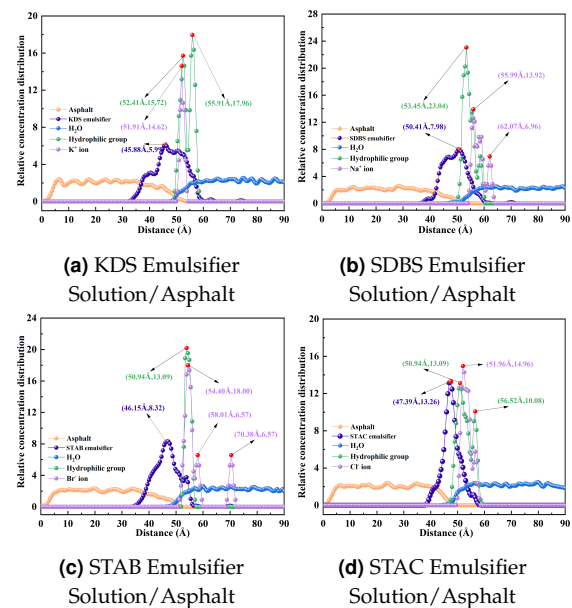 18
15
12
9
6
3
0
Relative concentration distribution
(52.41Å,15.72)
(55.91Å,17.96)
(51.91Å,14.62)
(45.88Å,5.99)
Asphalt
KDS emulsifier
H₂O
Hydrophilic group
K⁺ ion
0 10 20 30 40 50 60 70 80 90
Distance (Å)
28
24
20
16
12
8
4
0
Relative concentration distribution
(55.99Å,13.92)
(53.45Å,23.04)
(50.41Å,7.98)
(62.07Å,6.96)
Asphalt
SDBS emulsifier
H₂O
Hydrophilic group
Na⁺ ion
0 10 20 30 40 50 60 70 80 90
Distance (Å)
(a) KDS Emulsifier
Solution/Asphalt
(b) SDBS Emulsifier
Solution/Asphalt
24
20
16
12
8
4
0
Relative concentration distribution
(50.94Å,13.09)
(54.40Å,18.00)
(46.15Å,8.32)
(58.01Å,6.57)
(70.38Å,6.57)
Asphalt
STAB emulsifier
H₂O
Hydrophilic group
Br⁻ ion
0 10 20 30 40 50 60 70 80 90
Distance (Å)
20
16
12
8
4
0
Relative concentration distribution
(50.94Å,13.09)
(51.96Å,14.96)
(47.39Å,13.26)
(56.52Å,10.08)
Asphalt
STAC emulsifier
H₂O
Hydrophilic group
Cl⁻ ion
0 10 20 30 40 50 60 70 80 90
Distance (Å)
(c) STAB Emulsifier
Solution/Asphalt
(d) STAC Emulsifier
Solution/Asphalt